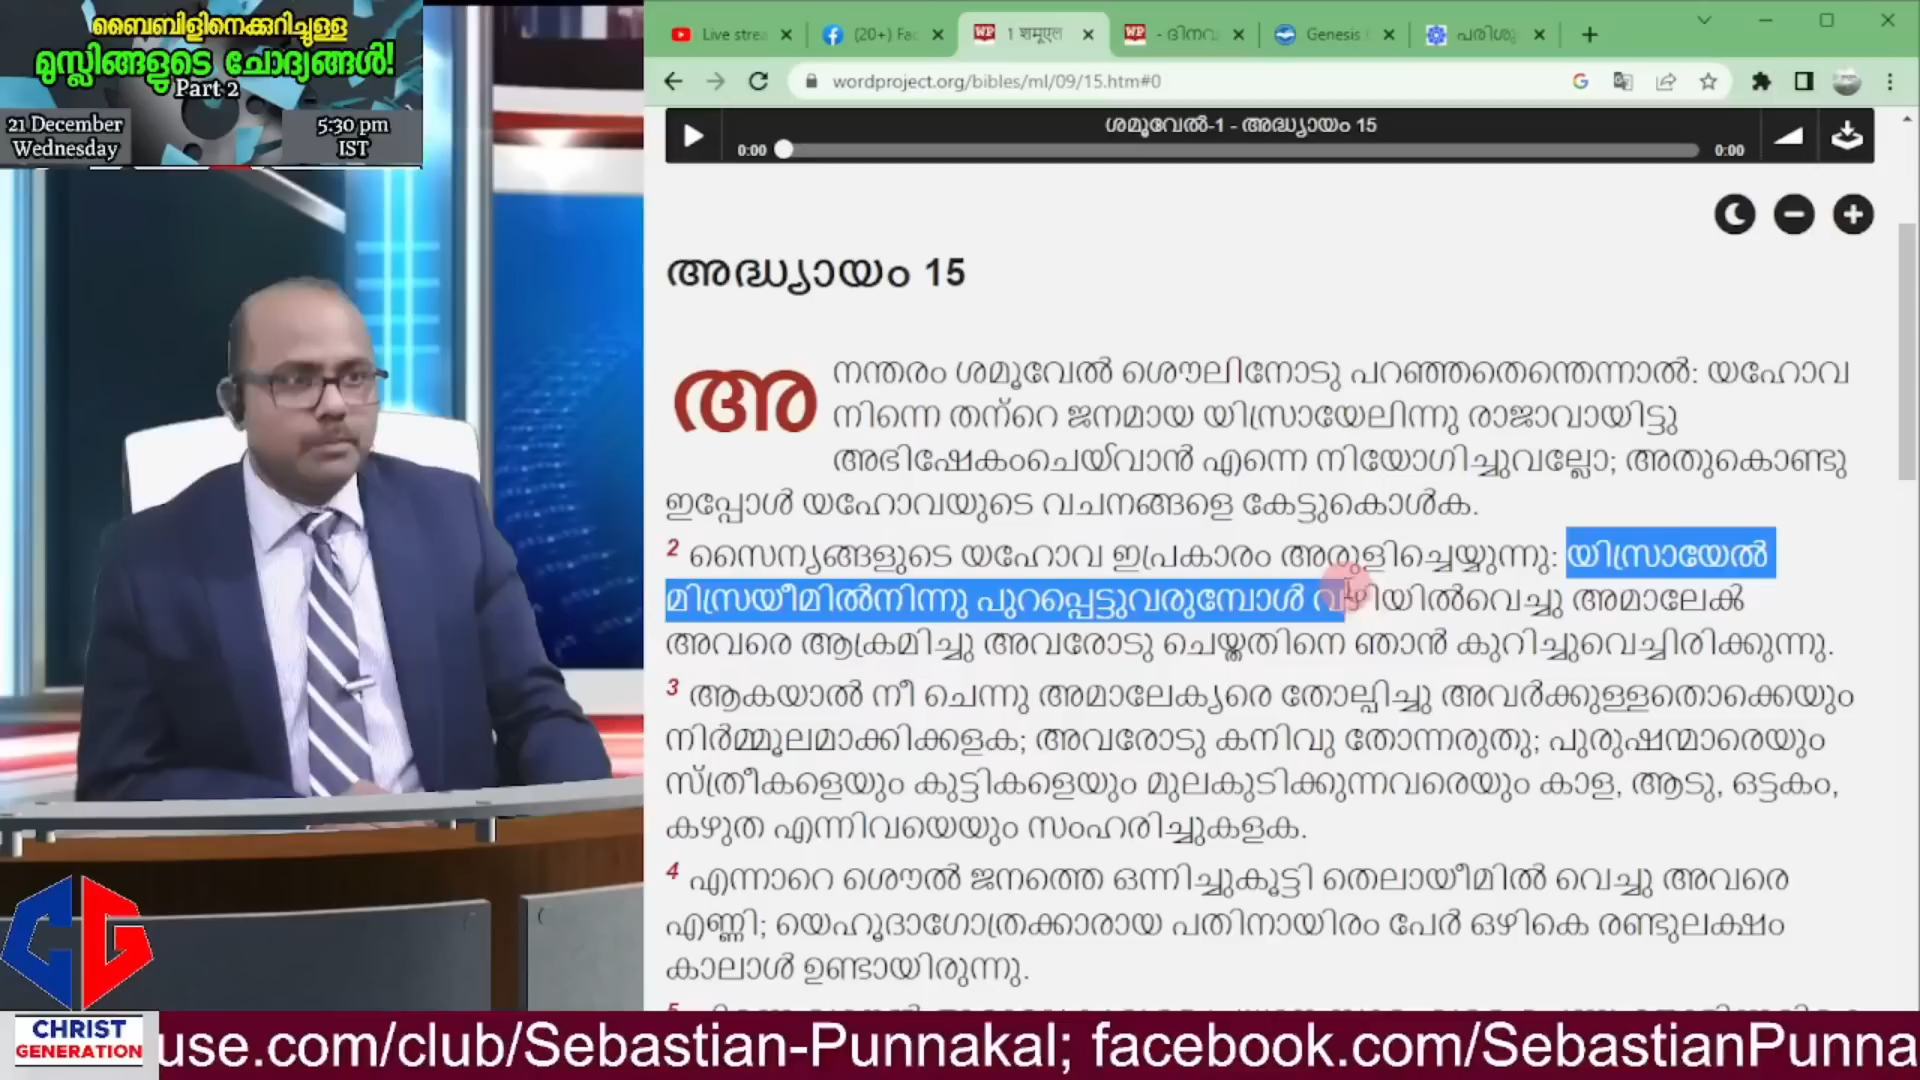 ബൈബിളിനെക്കുറിച്ചുള്ള
മുസ്ലിങ്ങളുടെ ചോദ്യങ്ങൾ!
Part 2
21 December
Wednesday
5:30 pm
IST
Live strea
(20+) Fac
1 शमूएल
- ദിനവ
Genesis
പരിശു
wordproject.org/bibles/ml/09/15.htm#0
ശമൂവേൽ-1 - അദ്ധ്യായം 15
0:00
0:00
അദ്ധ്യായം 15
അനന്തരം ശമൂവേൽ ശൌലിനോടു പറഞ്ഞതെന്തെന്നാൽ: യഹോവ
നിന്നെ തന്റെ ജനമായ യിസ്രായേലിന്നു രാജാവായിട്ടു
അഭിഷേകംചെയ്‌വാൻ എന്നെ നിയോഗിച്ചുവല്ലോ; അതുകൊണ്ടു
ഇപ്പോൾ യഹോവയുടെ വചനങ്ങളെ കേട്ടുകൊൾക.
2 സൈന്യങ്ങളുടെ യഹോവ ഇപ്രകാരം അരുളിച്ചെയ്യുന്നു: യിസ്രായേൽ
മിസ്രയീമിൽനിന്നു പുറപ്പെട്ടുവരുമ്പോൾ വഴിയിൽവെച്ചു അമാലേക്‍
അവരെ ആക്രമിച്ചു അവരോടു ചെയ്തതിനെ ഞാൻ കുറിച്ചുവെച്ചിരിക്കുന്നു.
3 ആകയാൽ നീ ചെന്നു അമാലേക്യരെ തോല്പിച്ചു അവർക്കുള്ളതൊക്കെയും
നിർമ്മൂലമാക്കിക്കളക; അവരോടു കനിവു തോന്നരുതു; പുരുഷന്മാരെയും
സ്ത്രീകളെയും കുട്ടികളെയും മുലകുടിക്കുന്നവരെയും കാള, ആടു, ഒട്ടകം,
കഴുത എന്നിവയെയും സംഹരിച്ചുകളക.
4 എന്നാറെ ശൌൽ ജനത്തെ ഒന്നിച്ചുകൂട്ടി തെലായീമിൽ വെച്ചു അവരെ
എണ്ണി; യെഹൂദാഗോത്രക്കാരായ പതിനായിരം പേർ ഒഴികെ രണ്ടുലക്ഷം
കാലാൾ ഉണ്ടായിരുന്നു.
CG
CHRIST
GENERATION
use.com/club/Sebastian-Punnakal; facebook.com/SebastianPunna